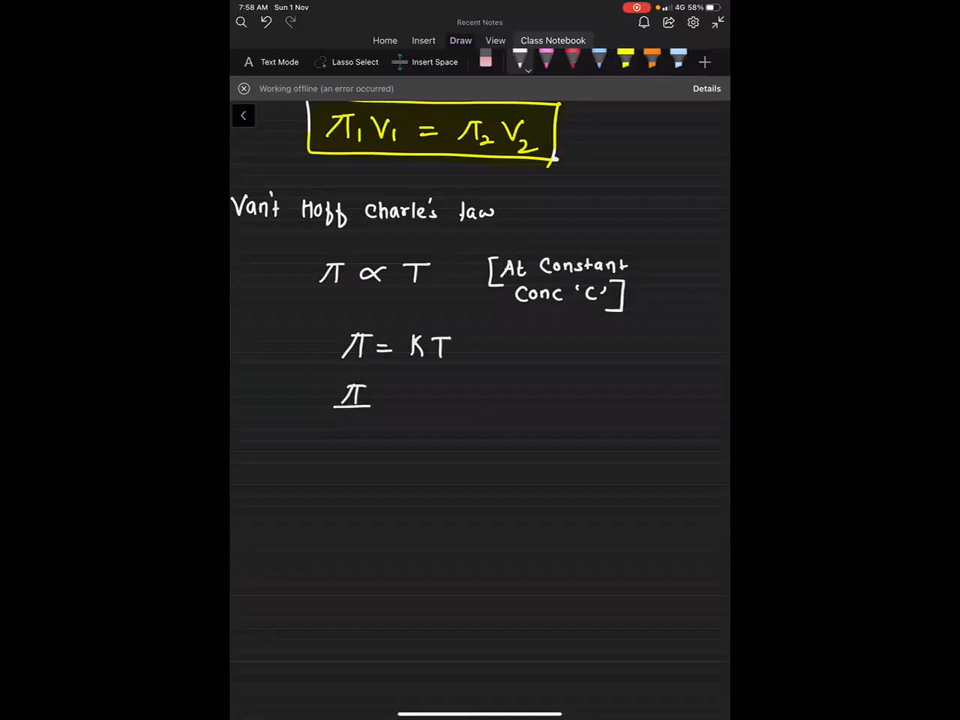 7:58 AM Sun 1 Nov 4G 58%
Recent Notes
Home Insert Draw View Class Notebook
Text Mode Lasso Select Insert Space
Working offline (an error occurred) Details
π₁V₁ = π₂V₂
Van't Hoff Charle's law
π ∝ T [At Constant
Conc 'C']
π = KT
π